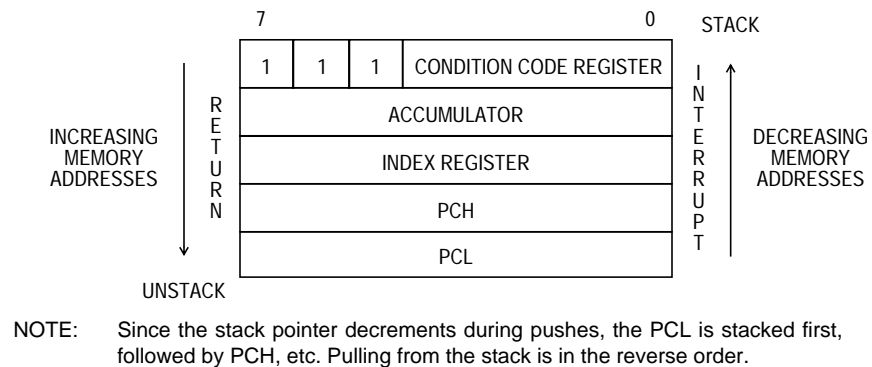 7 0 STACK
1 1 1 CONDITION CODE REGISTER
ACCUMULATOR
INDEX REGISTER
PCH
PCL
INCREASING
MEMORY
ADDRESSES
RETURN
INTERRUPT
DECREASING
MEMORY
ADDRESSES
UNSTACK
NOTE: Since the stack pointer decrements during pushes, the PCL is stacked first,
followed by PCH, etc. Pulling from the stack is in the reverse order.